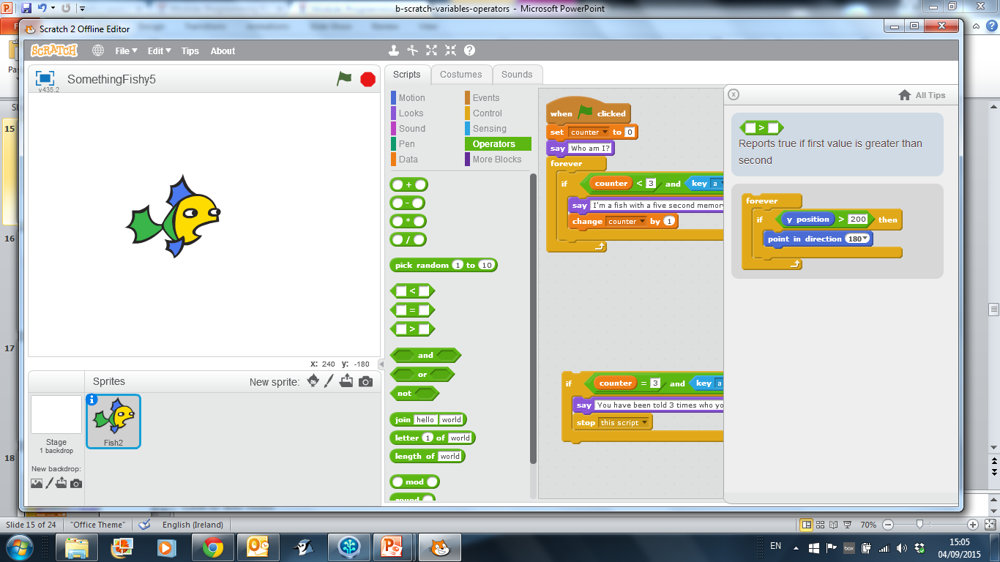 b-scratch-variables-operators - Microsoft PowerPoint
Scratch 2 Offline Editor
SCRATCH File Edit Tips About
SomethingFishy5
v435.2
Scripts Costumes Sounds
Motion Events
Looks Control
Sound Sensing
Pen Operators
Data More Blocks
+
-
*
/
pick random 1 to 10
<
=
>
and
or
not
join hello world
letter 1 of world
length of world
mod
when clicked
set counter to 0
say Who am I?
forever
if counter < 3 and key a
say I'm a fish with a five second memory
change counter by 1
if counter = 3 and key a
say You have been told 3 times who yo
stop this script
x All Tips
>
Reports true if first value is greater than
second
forever
if y position > 200 then
point in direction 180
x: 240 y: -180
Sprites New sprite:
Stage
1 backdrop
New backdrop:
Fish2
15
16
17
18
Slide 15 of 24 "Office Theme" English (Ireland) 70%
EN 15:05
04/09/2015